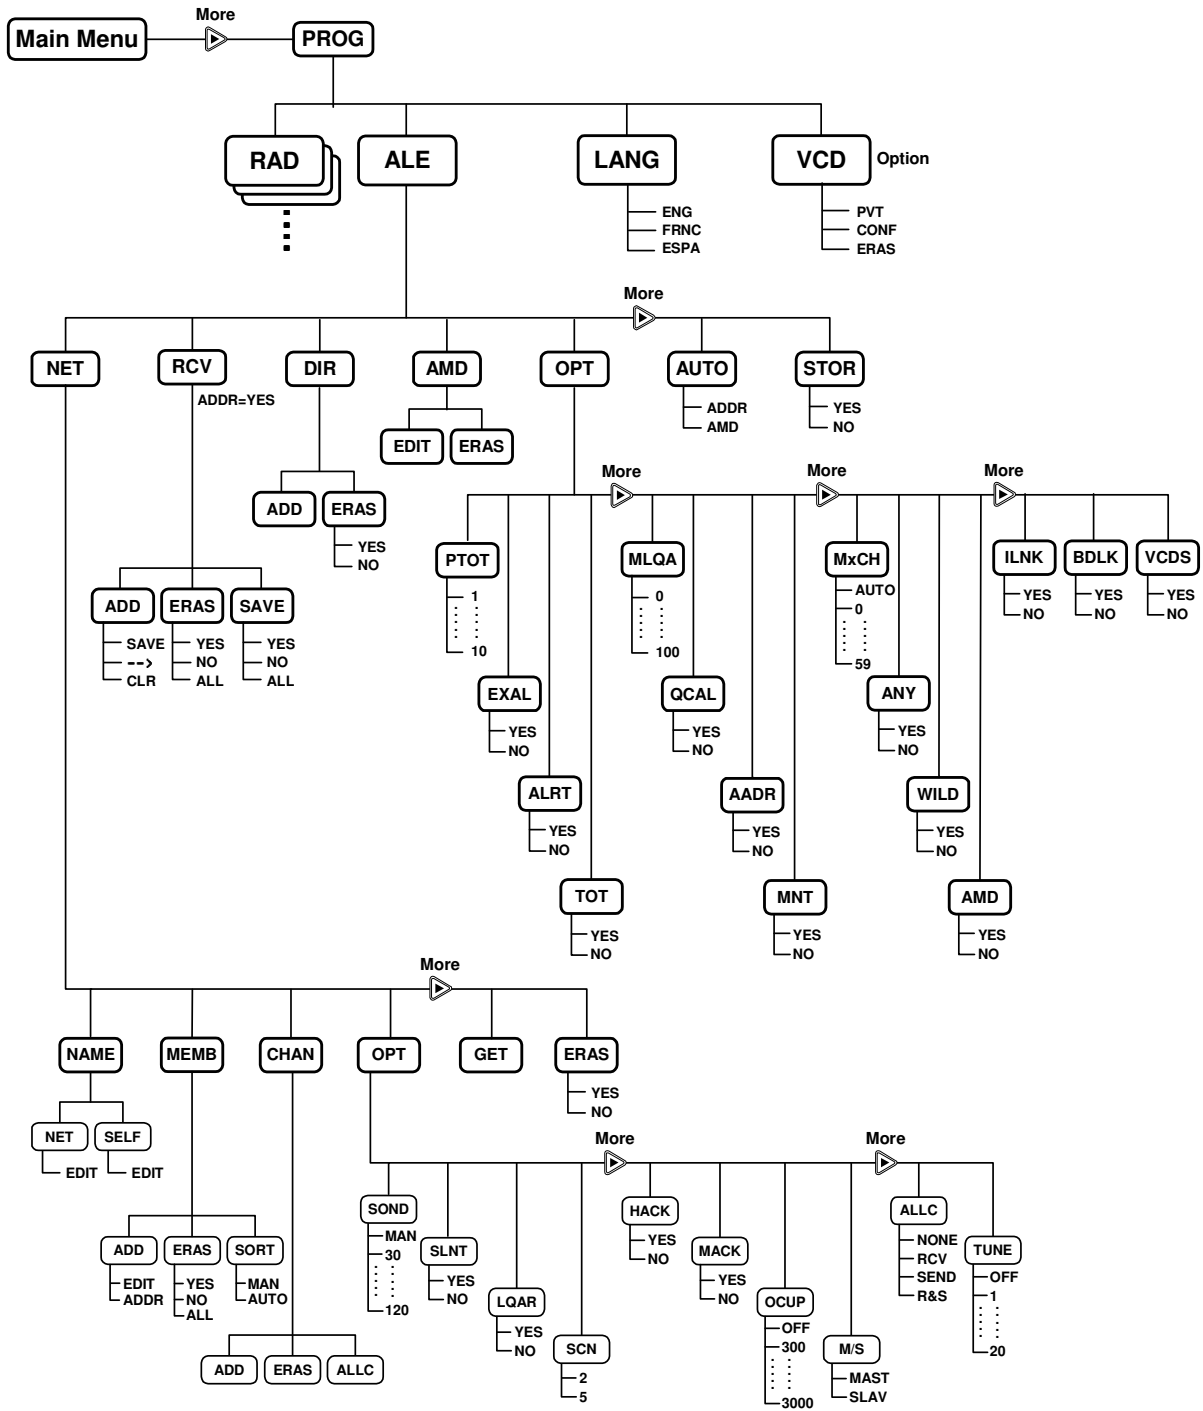 More
Main Menu
PROG
RAD
ALE
LANG
VCD
Option
ENG
FRNC
ESPA
PVT
CONF
ERAS
More
NET
RCV
DIR
AMD
OPT
AUTO
STOR
ADDR=YES
ADDR
AMD
YES
NO
EDIT
ERAS
ADD
ERAS
YES
NO
More
More
More
PTOT
1
10
MLQA
0
100
MxCH
AUTO
0
59
ILNK
YES
NO
BDLK
YES
NO
VCDS
YES
NO
ADD
SAVE
-->
CLR
ERAS
YES
NO
ALL
SAVE
YES
NO
ALL
EXAL
YES
NO
QCAL
YES
NO
ANY
YES
NO
ALRT
YES
NO
AADR
YES
NO
WILD
YES
NO
TOT
YES
NO
MNT
YES
NO
AMD
YES
NO
More
NAME
MEMB
CHAN
OPT
GET
ERAS
YES
NO
NET
EDIT
SELF
EDIT
More
More
SOND
MAN
30
120
SLNT
YES
NO
LQAR
YES
NO
SCN
2
5
HACK
YES
NO
MACK
YES
NO
OCUP
OFF
300
3000
M/S
MAST
SLAV
ALLC
NONE
RCV
SEND
R&S
TUNE
OFF
1
20
ADD
EDIT
ADDR
ERAS
YES
NO
ALL
SORT
MAN
AUTO
ADD
ERAS
ALLC